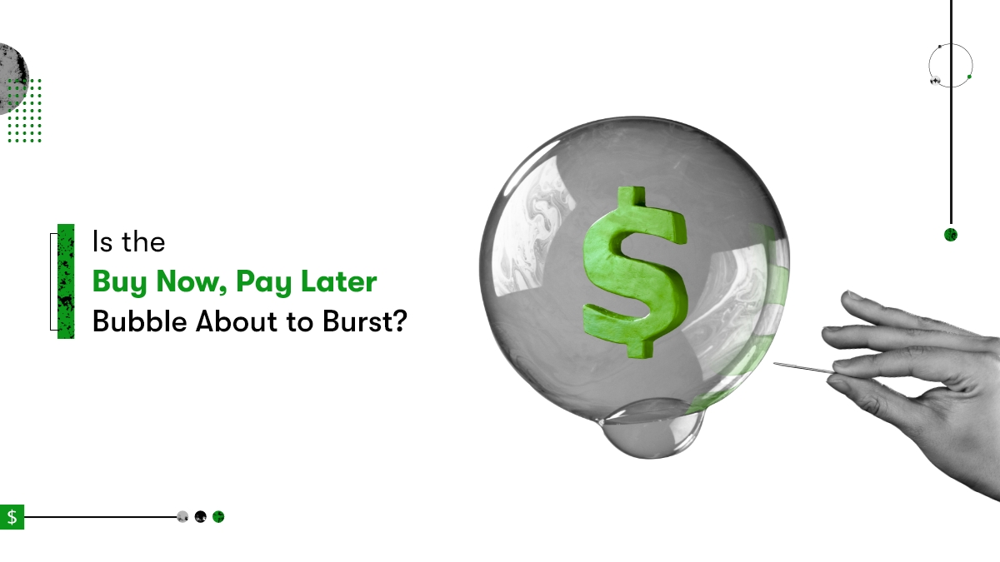 Is the
Buy Now, Pay Later
Bubble About to Burst?
$
$